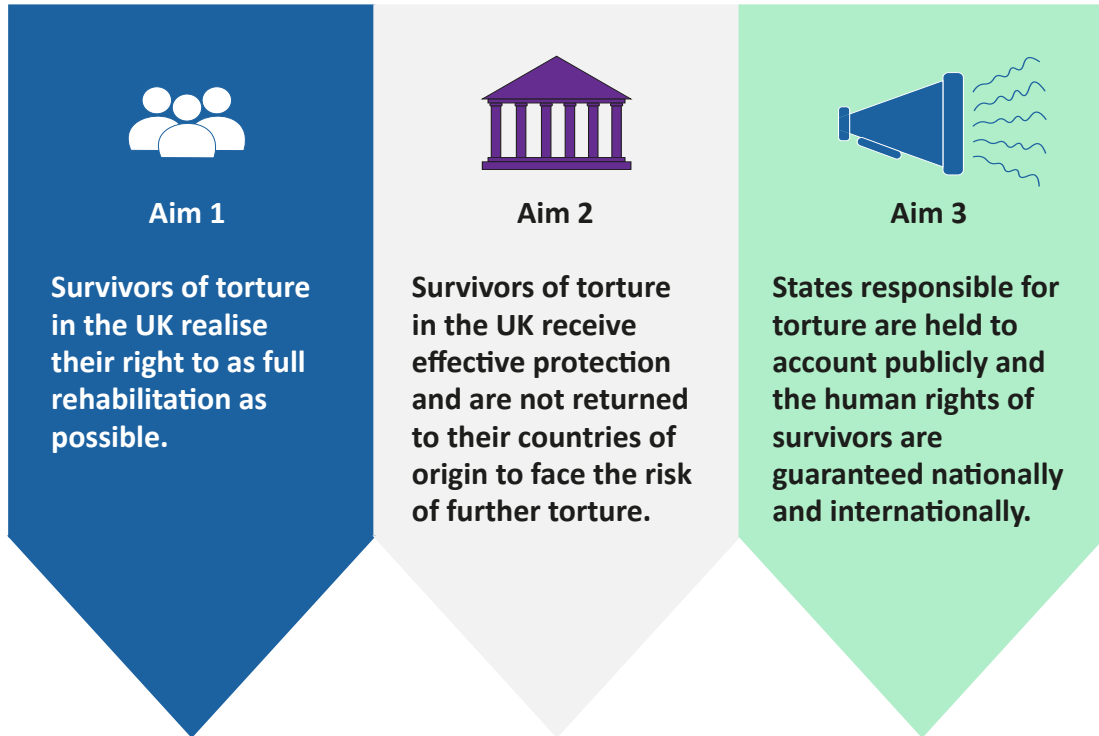 Aim 1
Survivors of torture
in the UK realise
their right to as full
rehabilitation as
possible.
Aim 2
Survivors of torture
in the UK receive
effective protection
and are not returned
to their countries of
origin to face the risk
of further torture.
Aim 3
States responsible for
torture are held to
account publicly and
the human rights of
survivors are
guaranteed nationally
and internationally.